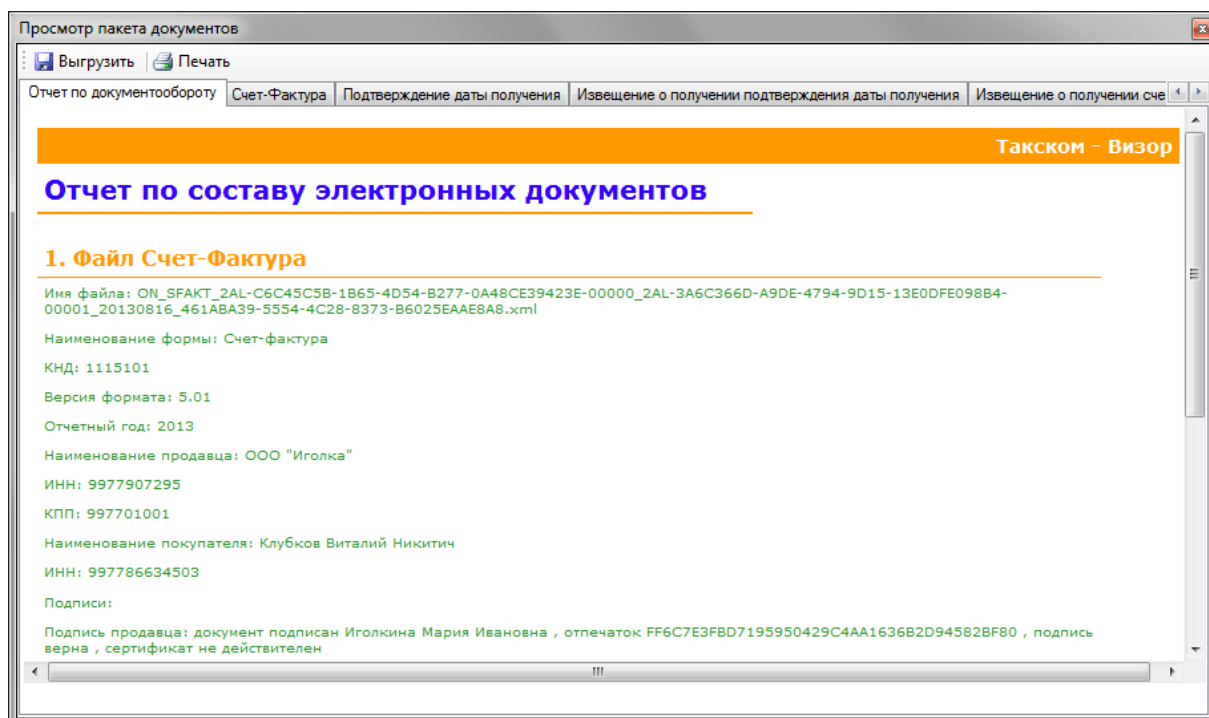 Просмотр пакета документов
Выгрузить Печать
Отчет по документообороту Счет-Фактура Подтверждение даты получения Извещение о получении подтверждения даты получения Извещение о получении сче
Такском - Визор
Отчет по составу электронных документов
1. Файл Счет-Фактура
Имя файла: ON_SFAKT_2AL-C6C45C5B-1B65-4D54-B277-0A48CE39423E-00000_2AL-3A6C366D-A9DE-4794-9D15-13E0DFE098B4-
00001_20130816_461ABA39-5554-4C28-8373-B6025EAAE8A8.xml
Наименование формы: Счет-фактура
КНД: 1115101
Версия формата: 5.01
Отчетный год: 2013
Наименование продавца: ООО "Иголка"
ИНН: 9977907295
КПП: 997701001
Наименование покупателя: Клубков Виталий Никитич
ИНН: 997786634503
Подписи:
Подпись продавца: документ подписан Иголкина Мария Ивановна , отпечаток FF6C7E3FBD7195950429C4AA1636B2D94582BF80 , подпись
верна , сертификат не действителен